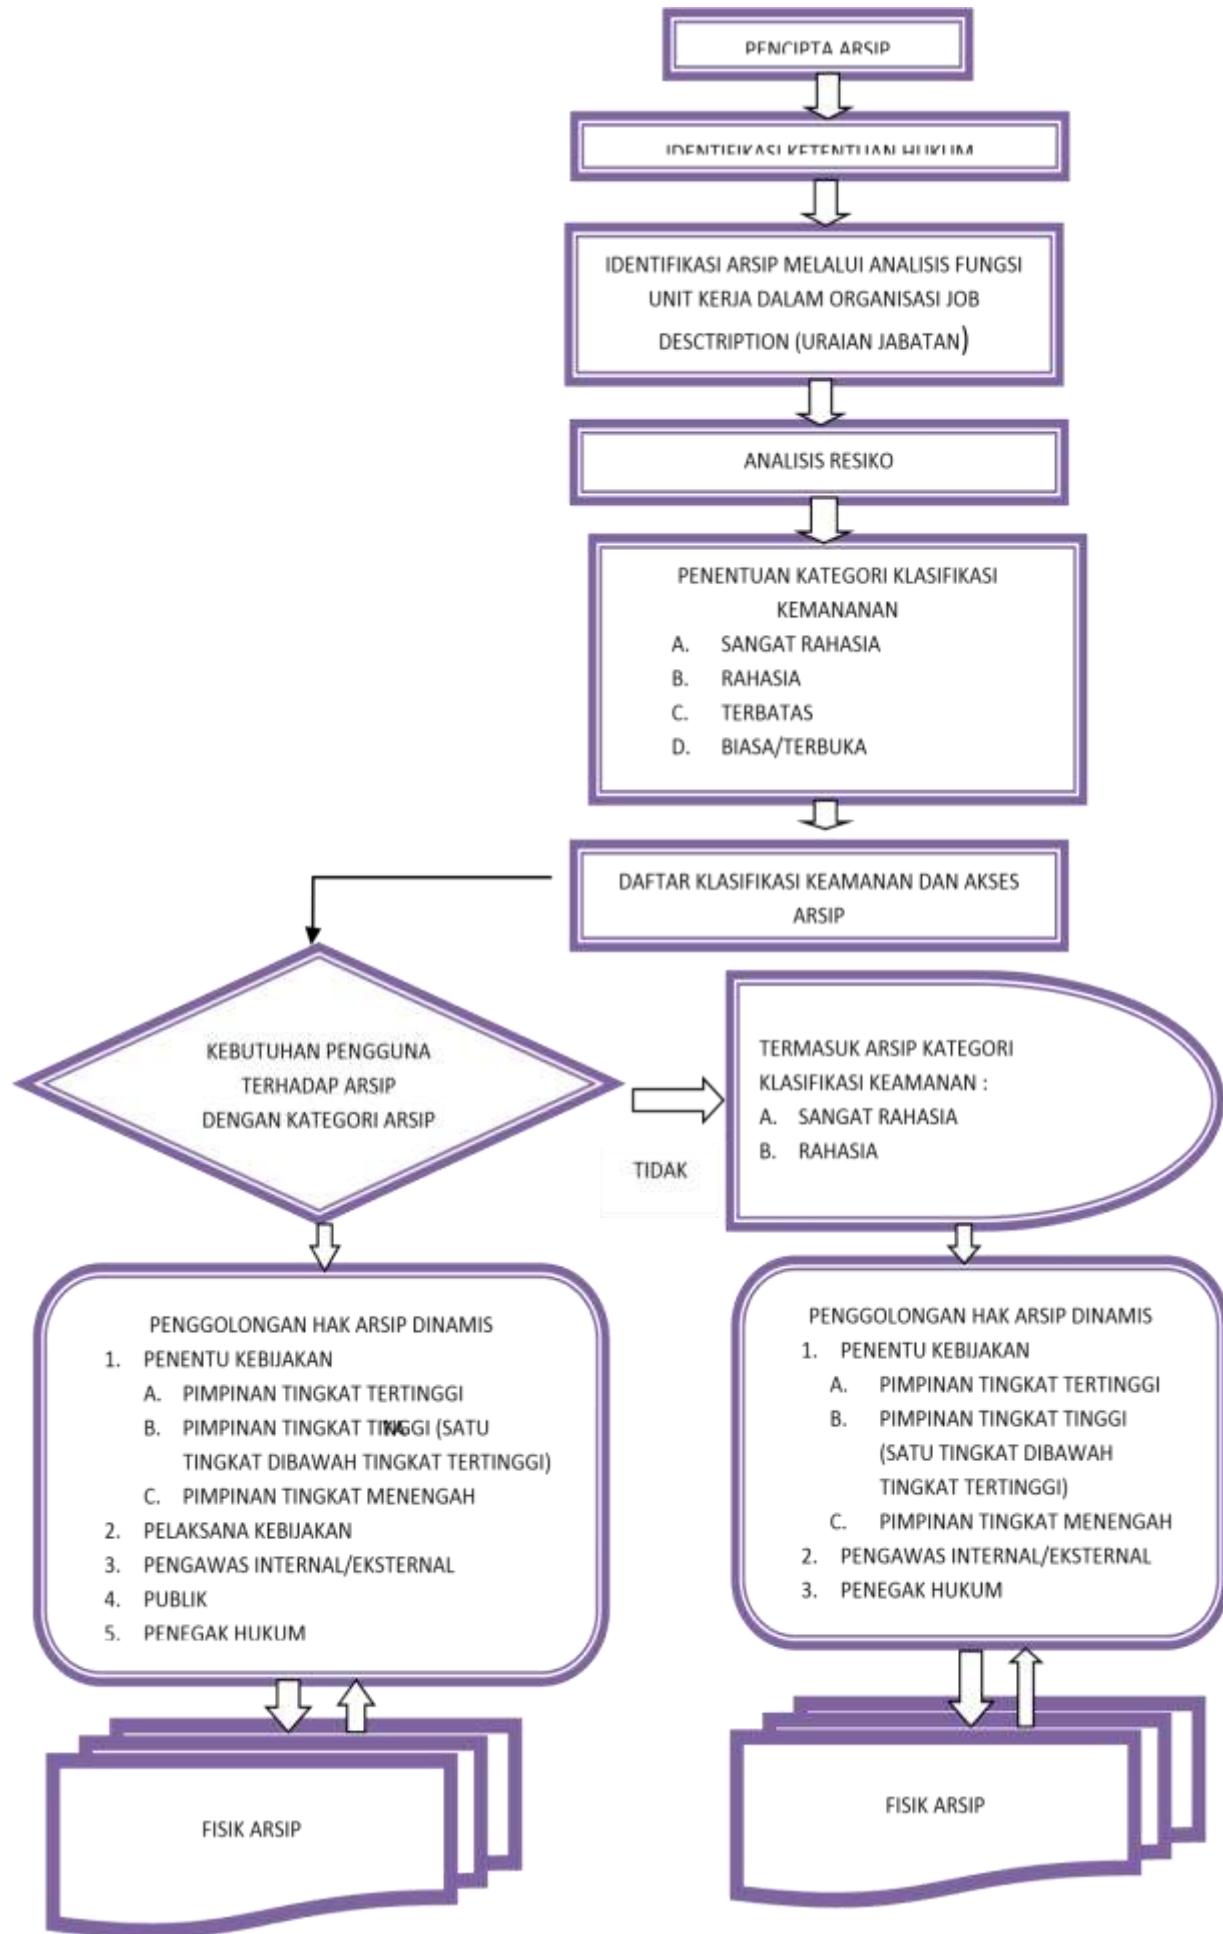 PENCIPTA ARSIP
IDENTIFIKASI KETENTUAN HUKUM
IDENTIFIKASI ARSIP MELALUI ANALISIS FUNGSI
UNIT KERJA DALAM ORGANISASI JOB
DESCTRIPTION (URAIAN JABATAN)
ANALISIS RESIKO
PENENTUAN KATEGORI KLASIFIKASI
KEMANANAN
A. SANGAT RAHASIA
B. RAHASIA
C. TERBATAS
D. BIASA/TERBUKA
DAFTAR KLASIFIKASI KEAMANAN DAN AKSES
ARSIP
KEBUTUHAN PENGGUNA
TERHADAP ARSIP
DENGAN KATEGORI ARSIP
TIDAK
TERMASUK ARSIP KATEGORI
KLASIFIKASI KEAMANAN :
A. SANGAT RAHASIA
B. RAHASIA
PENGGOLONGAN HAK ARSIP DINAMIS
1. PENENTU KEBIJAKAN
A. PIMPINAN TINGKAT TERTINGGI
B. PIMPINAN TINGKAT TINGGI (SATU
TINGKAT DIBAWAH TINGKAT TERTINGGI)
C. PIMPINAN TINGKAT MENENGAH
2. PELAKSANA KEBIJAKAN
3. PENGAWAS INTERNAL/EKSTERNAL
4. PUBLIK
5. PENEGAK HUKUM
PENGGOLONGAN HAK ARSIP DINAMIS
1. PENENTU KEBIJAKAN
A. PIMPINAN TINGKAT TERTINGGI
B. PIMPINAN TINGKAT TINGGI
(SATU TINGKAT DIBAWAH
TINGKAT TERTINGGI)
C. PIMPINAN TINGKAT MENENGAH
2. PENGAWAS INTERNAL/EKSTERNAL
3. PENEGAK HUKUM
FISIK ARSIP
FISIK ARSIP